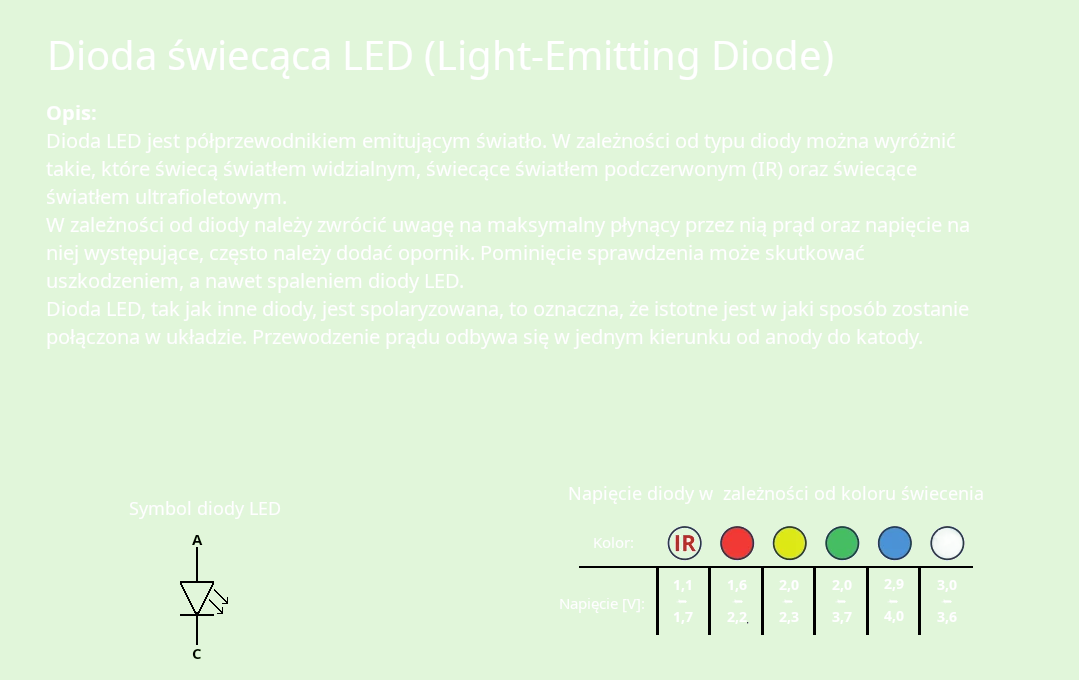 Dioda świecąca LED (Light-Emitting Diode)
Opis:
Dioda LED jest półprzewodnikiem emitującym światło. W zależności od typu diody można wyróżnić
takie, które świecą światłem widzialnym, świecące światłem podczerwonym (IR) oraz świecące
światłem ultrafioletowym.
W zależności od diody należy zwrócić uwagę na maksymalny płynący przez nią prąd oraz napięcie na
niej występujące, często należy dodać opornik. Pominięcie sprawdzenia może skutkować
uszkodzeniem, a nawet spaleniem diody LED.
Dioda LED, tak jak inne diody, jest spolaryzowana, to oznaczna, że istotne jest w jaki sposób zostanie
połączona w układzie. Przewodzenie prądu odbywa się w jednym kierunku od anody do katody.
Symbol diody LED
A
C
Napięcie diody w  zależności od koloru świecenia
Kolor: IR
Napięcie [V]:
1,1 1,6 2,0 2,0 2,9 3,0
– – – – – –
1,7 2,2. 2,3 3,7 4,0 3,6